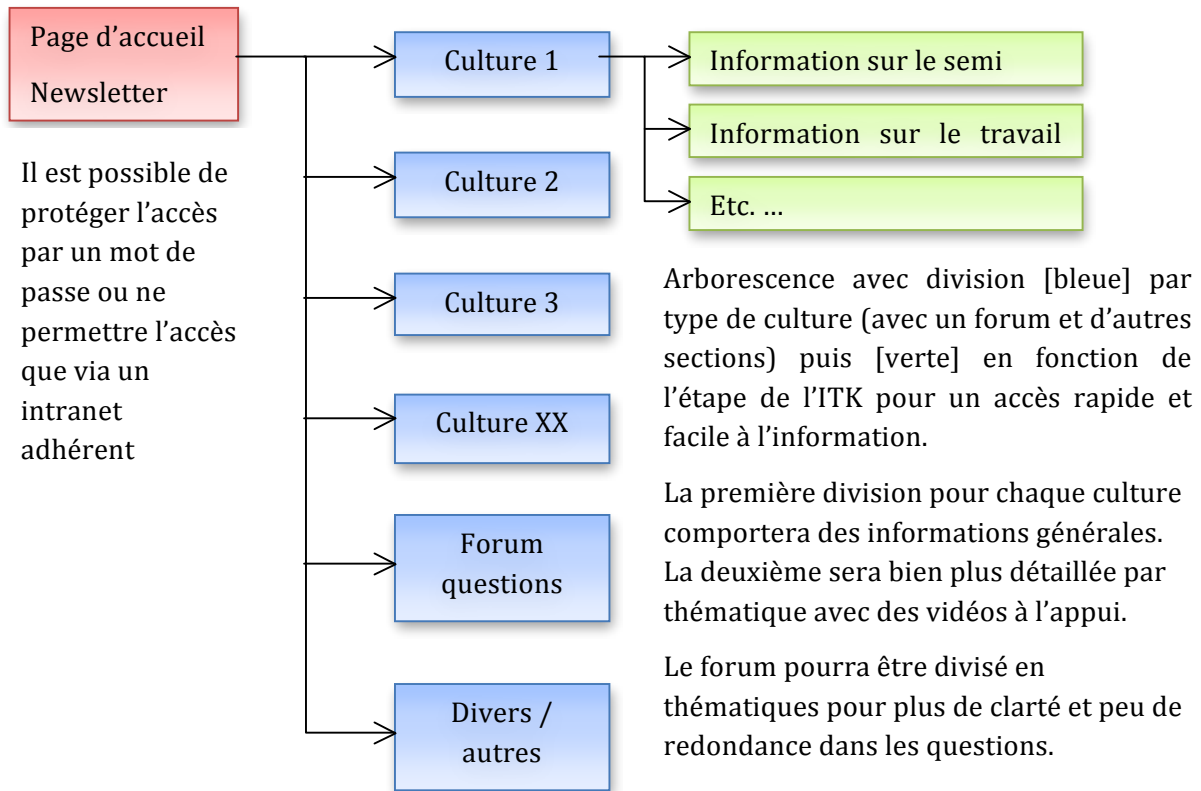 Page d’accueil
Newsletter
Il est possible de
protéger l’accès
par un mot de
passe ou ne
permettre l’accès
que via un
intranet
adhérent
Culture 1
Culture 2
Culture 3
Culture XX
Forum
questions
Divers /
autres
Information sur le semi
Information sur le travail
Etc. …
Arborescence avec division [bleue] par
type de culture (avec un forum et d’autres
sections) puis [verte] en fonction de
l’étape de l’ITK pour un accès rapide et
facile à l’information.
La première division pour chaque culture
comportera des informations générales.
La deuxième sera bien plus détaillée par
thématique avec des vidéos à l’appui.
Le forum pourra être divisé en
thématiques pour plus de clarté et peu de
redondance dans les questions.